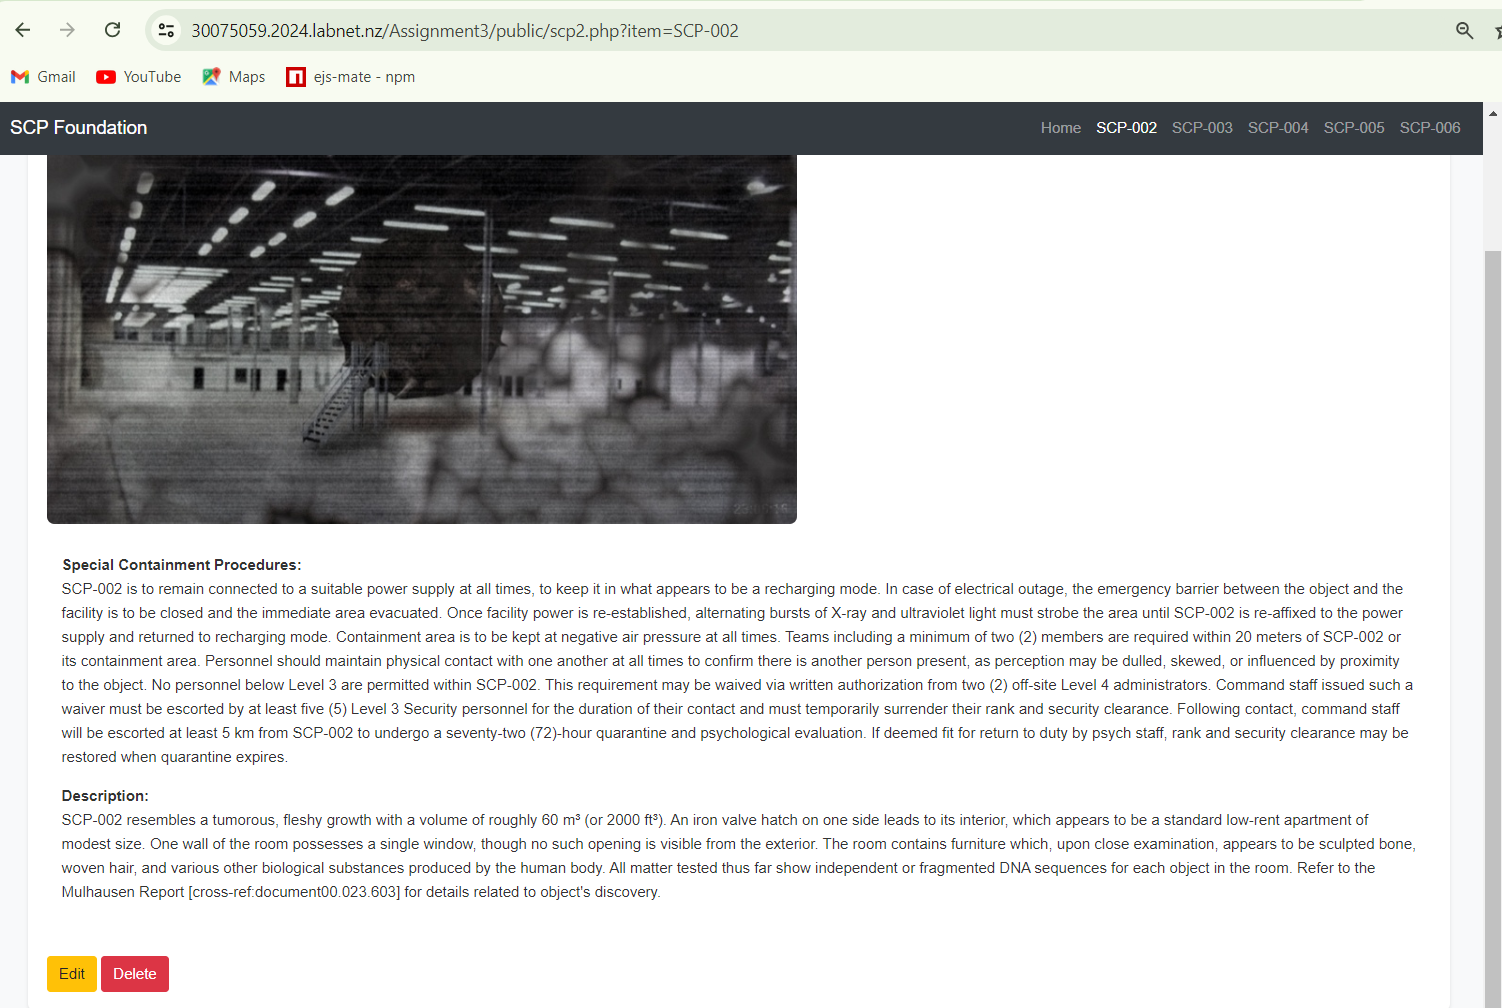 30075059.2024.labnet.nz/Assignment3/public/scp2.php?item=SCP-002
Gmail YouTube Maps ejs-mate - npm
SCP Foundation Home SCP-002 SCP-003 SCP-004 SCP-005 SCP-006
Special Containment Procedures:
SCP-002 is to remain connected to a suitable power supply at all times, to keep it in what appears to be a recharging mode. In case of electrical outage, the emergency barrier between the object and the
facility is to be closed and the immediate area evacuated. Once facility power is re-established, alternating bursts of X-ray and ultraviolet light must strobe the area until SCP-002 is re-affixed to the power
supply and returned to recharging mode. Containment area is to be kept at negative air pressure at all times. Teams including a minimum of two (2) members are required within 20 meters of SCP-002 or
its containment area. Personnel should maintain physical contact with one another at all times to confirm there is another person present, as perception may be dulled, skewed, or influenced by proximity
to the object. No personnel below Level 3 are permitted within SCP-002. This requirement may be waived via written authorization from two (2) off-site Level 4 administrators. Command staff issued such a
waiver must be escorted by at least five (5) Level 3 Security personnel for the duration of their contact and must temporarily surrender their rank and security clearance. Following contact, command staff
will be escorted at least 5 km from SCP-002 to undergo a seventy-two (72)-hour quarantine and psychological evaluation. If deemed fit for return to duty by psych staff, rank and security clearance may be
restored when quarantine expires.
Description:
SCP-002 resembles a tumorous, fleshy growth with a volume of roughly 60 m³ (or 2000 ft³). An iron valve hatch on one side leads to its interior, which appears to be a standard low-rent apartment of
modest size. One wall of the room possesses a single window, though no such opening is visible from the exterior. The room contains furniture which, upon close examination, appears to be sculpted bone,
woven hair, and various other biological substances produced by the human body. All matter tested thus far show independent or fragmented DNA sequences for each object in the room. Refer to the
Mulhausen Report [cross-ref:document00.023.603] for details related to object's discovery.
Edit Delete